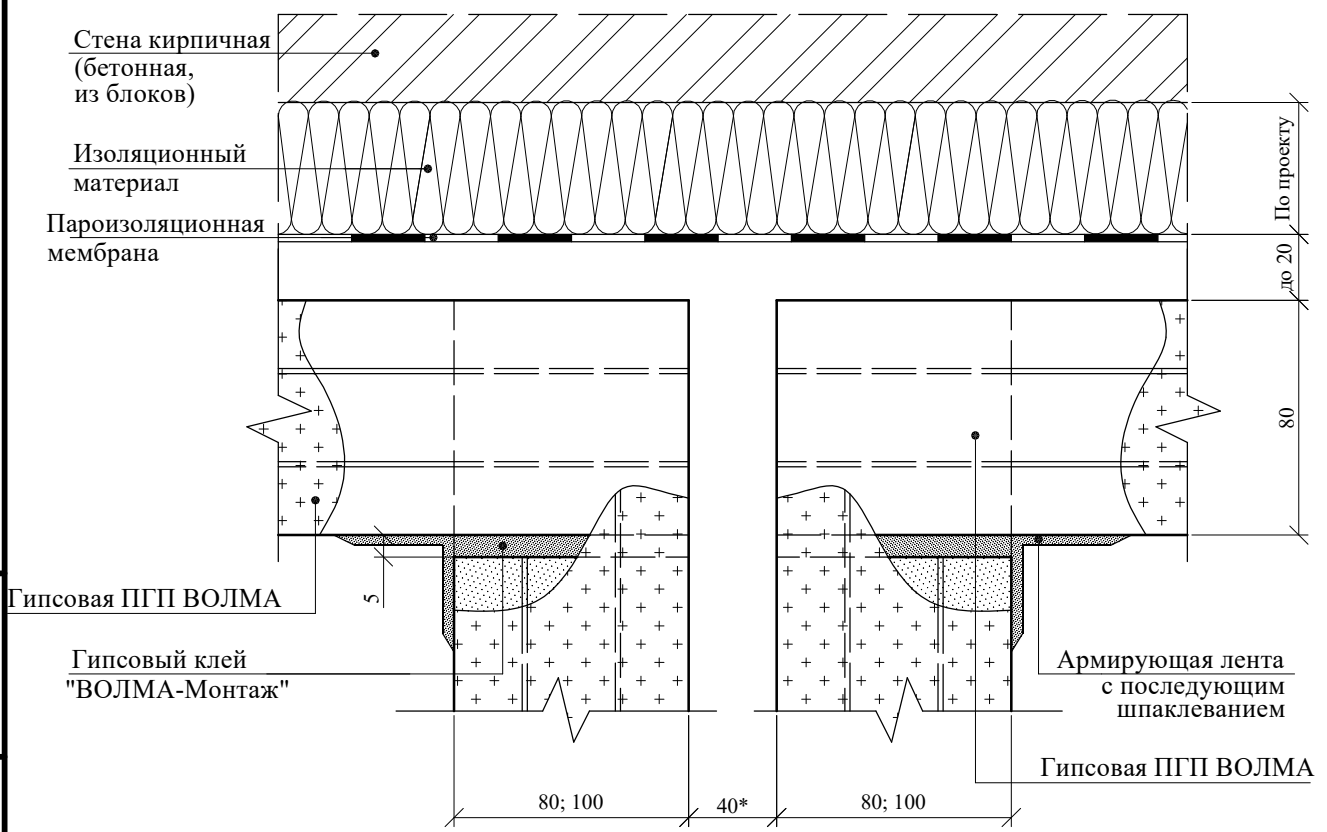 Стена кирпичная
(бетонная,
из блоков)
Изоляционный
материал
Пароизоляционная
мембрана
По проекту
до 20
80
5
Гипсовая ПГП ВОЛМА
Гипсовый клей
"ВОЛМА-Монтаж"
Армирующая лента
с последующим
шпаклеванием
Гипсовая ПГП ВОЛМА
80; 100
40*
80; 100